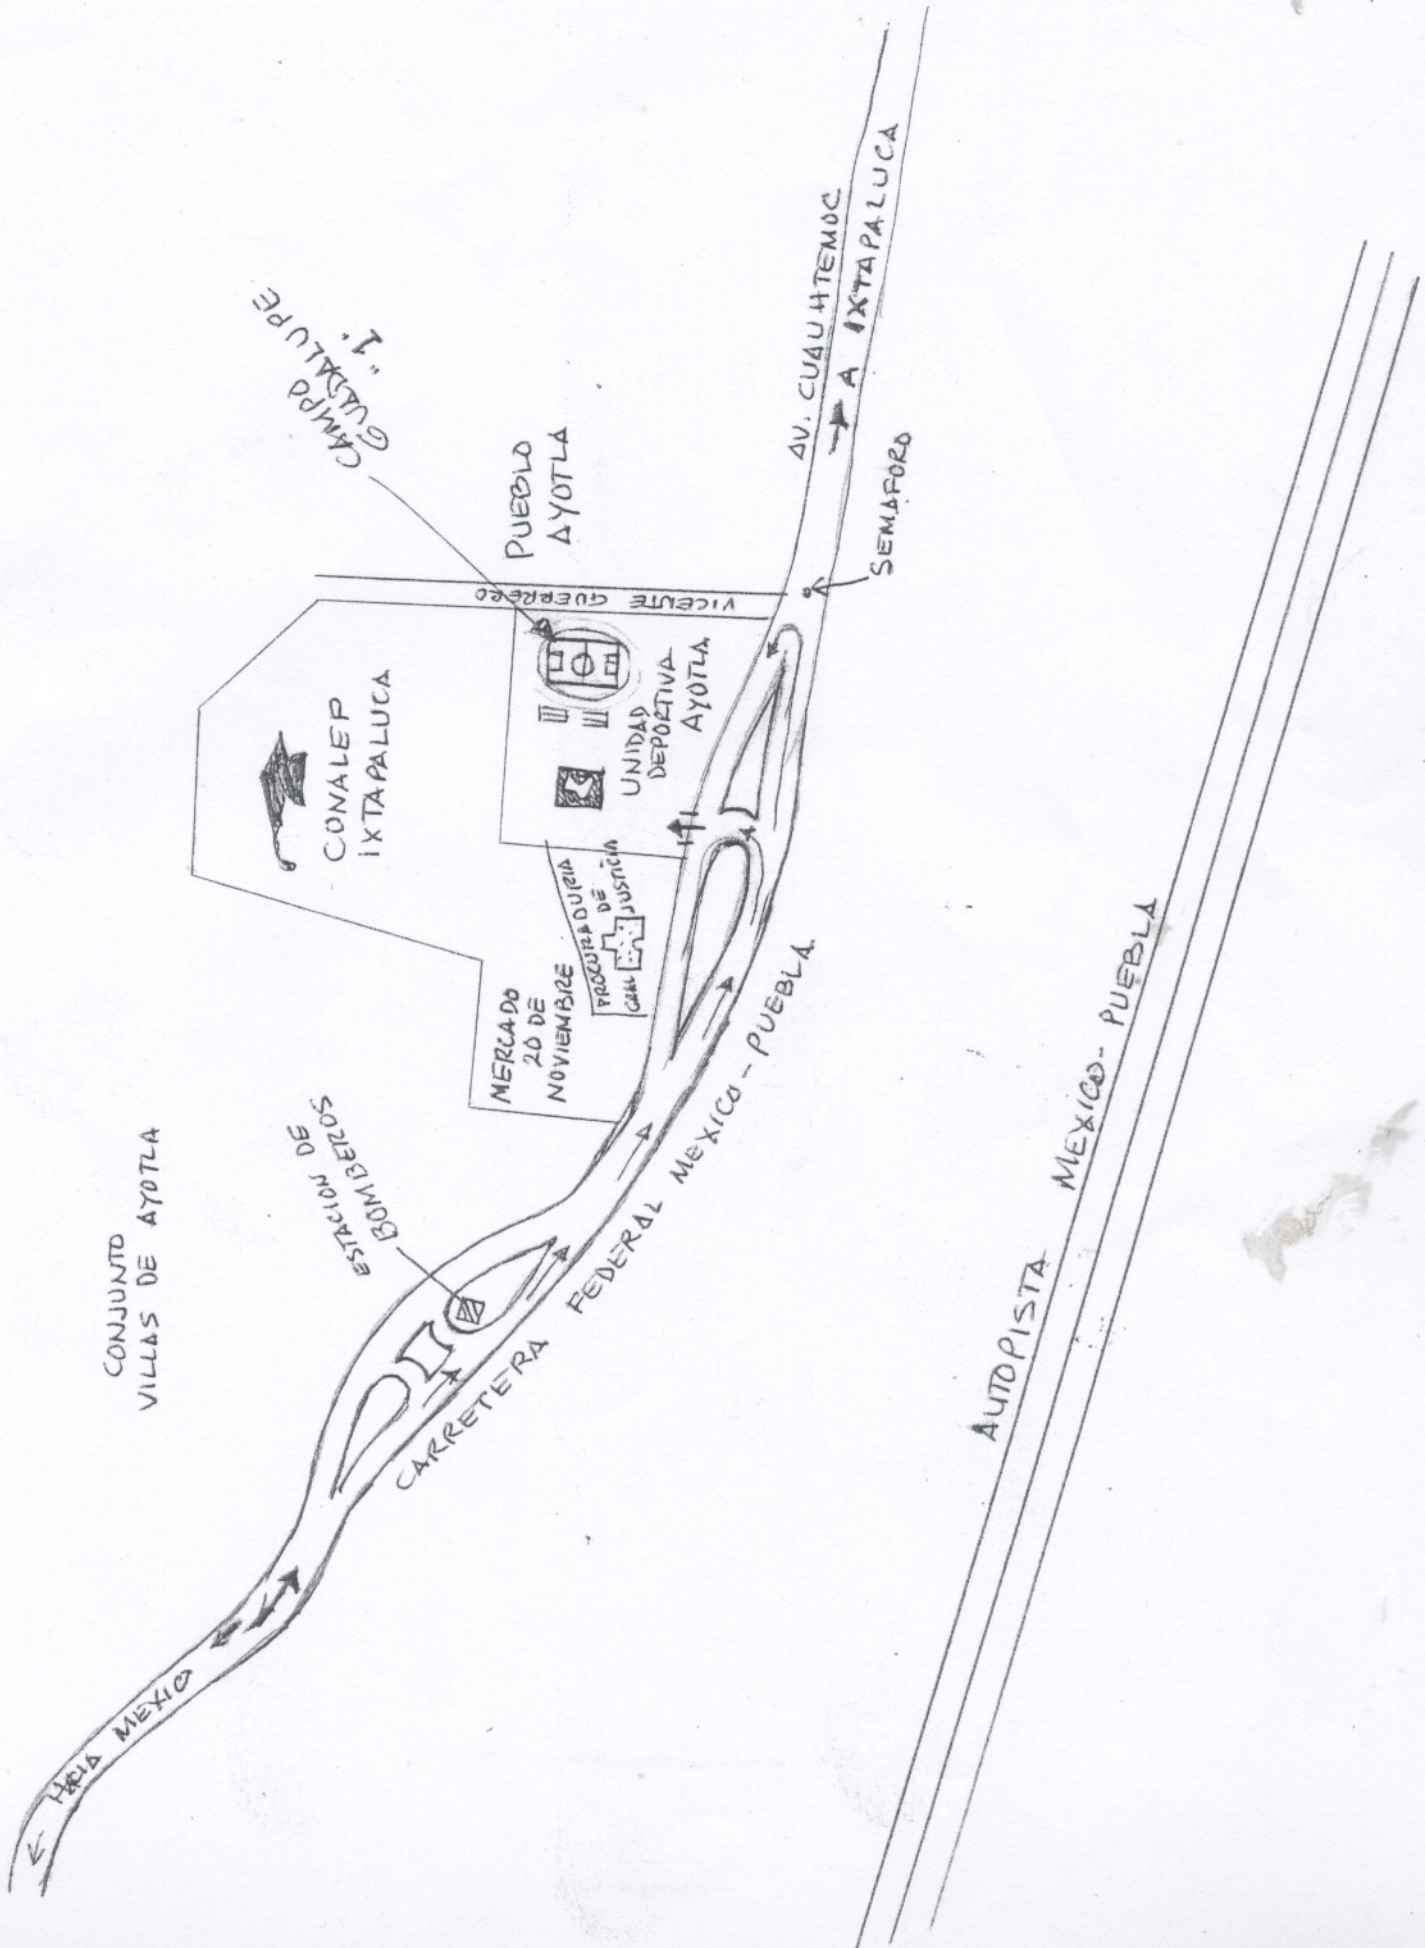 CONJUNTO
VILLAS DE AYOTLA
ESTACION DE
BOMBEROS
← HACIA MEXICO
CARRETERA FEDERAL MEXICO - PUEBLA
MERCADO
20 DE
NOVIEMBRE
PROCURADURIA
GRAL DE
JUSTICIA
CONALEP
IXTAPALUCA
UNIDAD
DEPORTIVA
AYOTLA
CAMPO
GUADALUPE
"1"
VICENTE GUERRERO
PUEBLO
AYOTLA
AV. CUAUHTEMOC
A IXTAPALUCA
SEMAFORO
AUTOPISTA MEXICO - PUEBLA